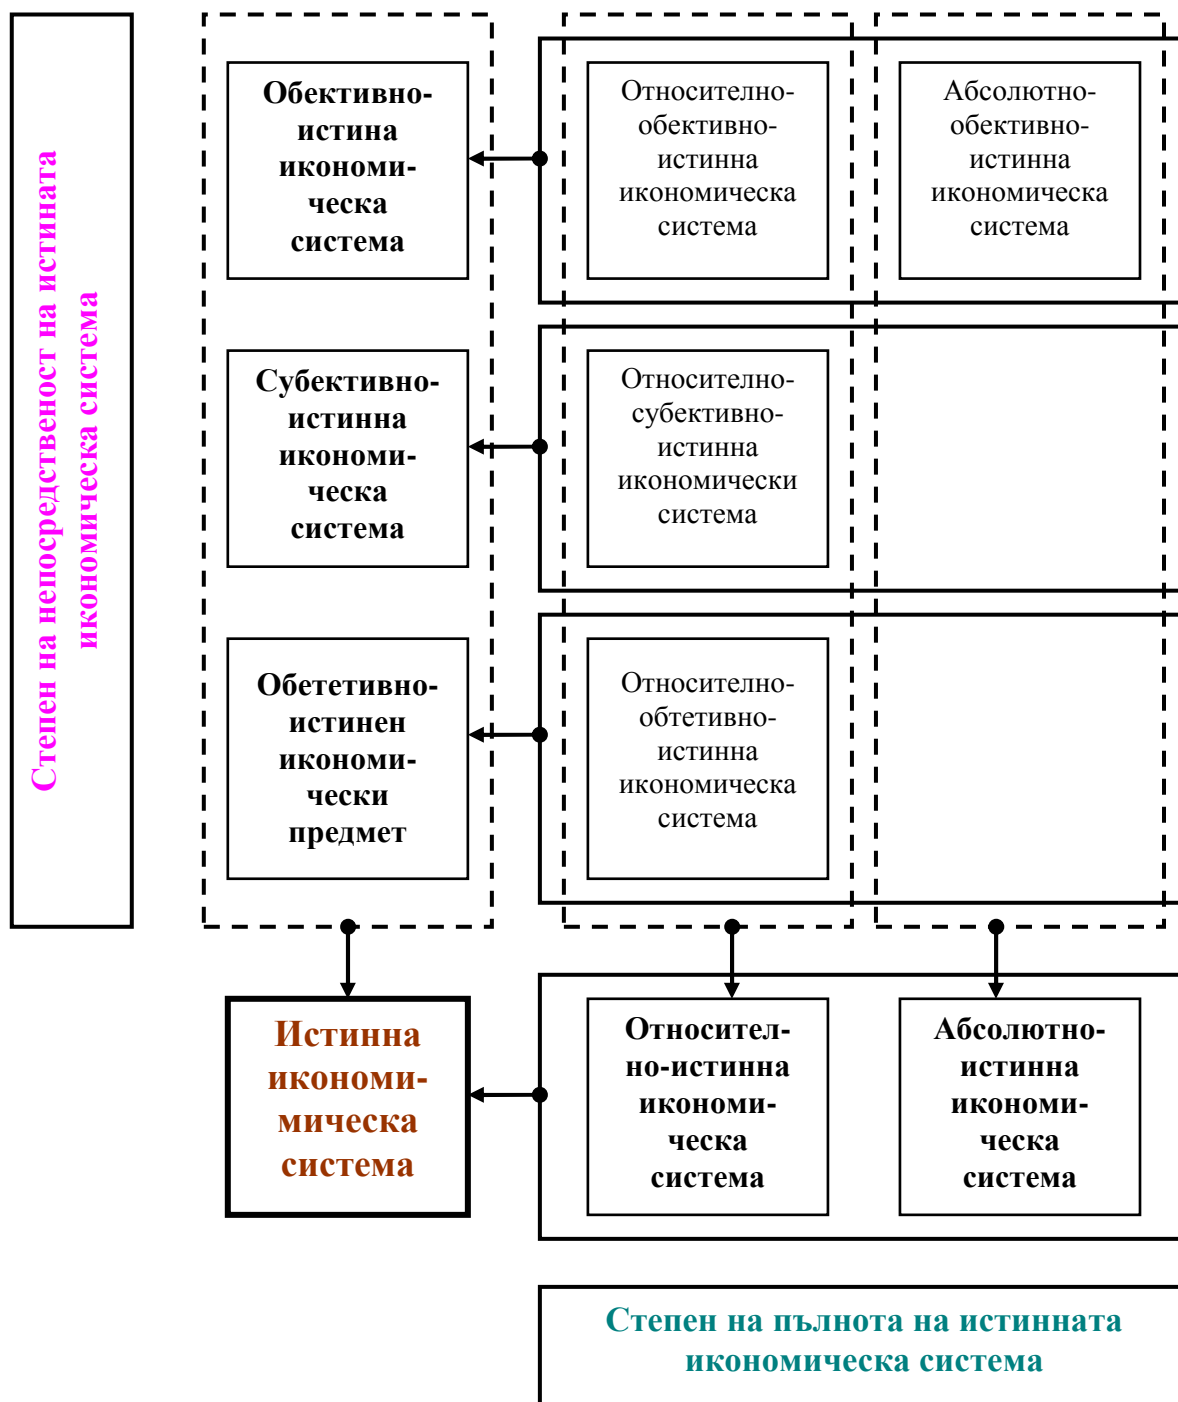 Степен на непосредственост на истината
икономическа система
Обективно-
истина
икономи-
ческа
система
Относително-
обективно-
истинна
икономическа
система
Абсолютно-
обективно-
истинна
икономическа
система
Субективно-
истинна
икономи-
ческа
система
Относително-
субективно-
истинна
икономически
система
Обететивно-
истинен
икономи-
чески
предмет
Относително-
обтетивно-
истинна
икономическа
система
Истинна
икономи-
мическа
система
Относител-
но-истинна
икономи-
ческа
система
Абсолютно-
истинна
икономи-
ческа
система
Степен на пълнота на истинната
икономическа система